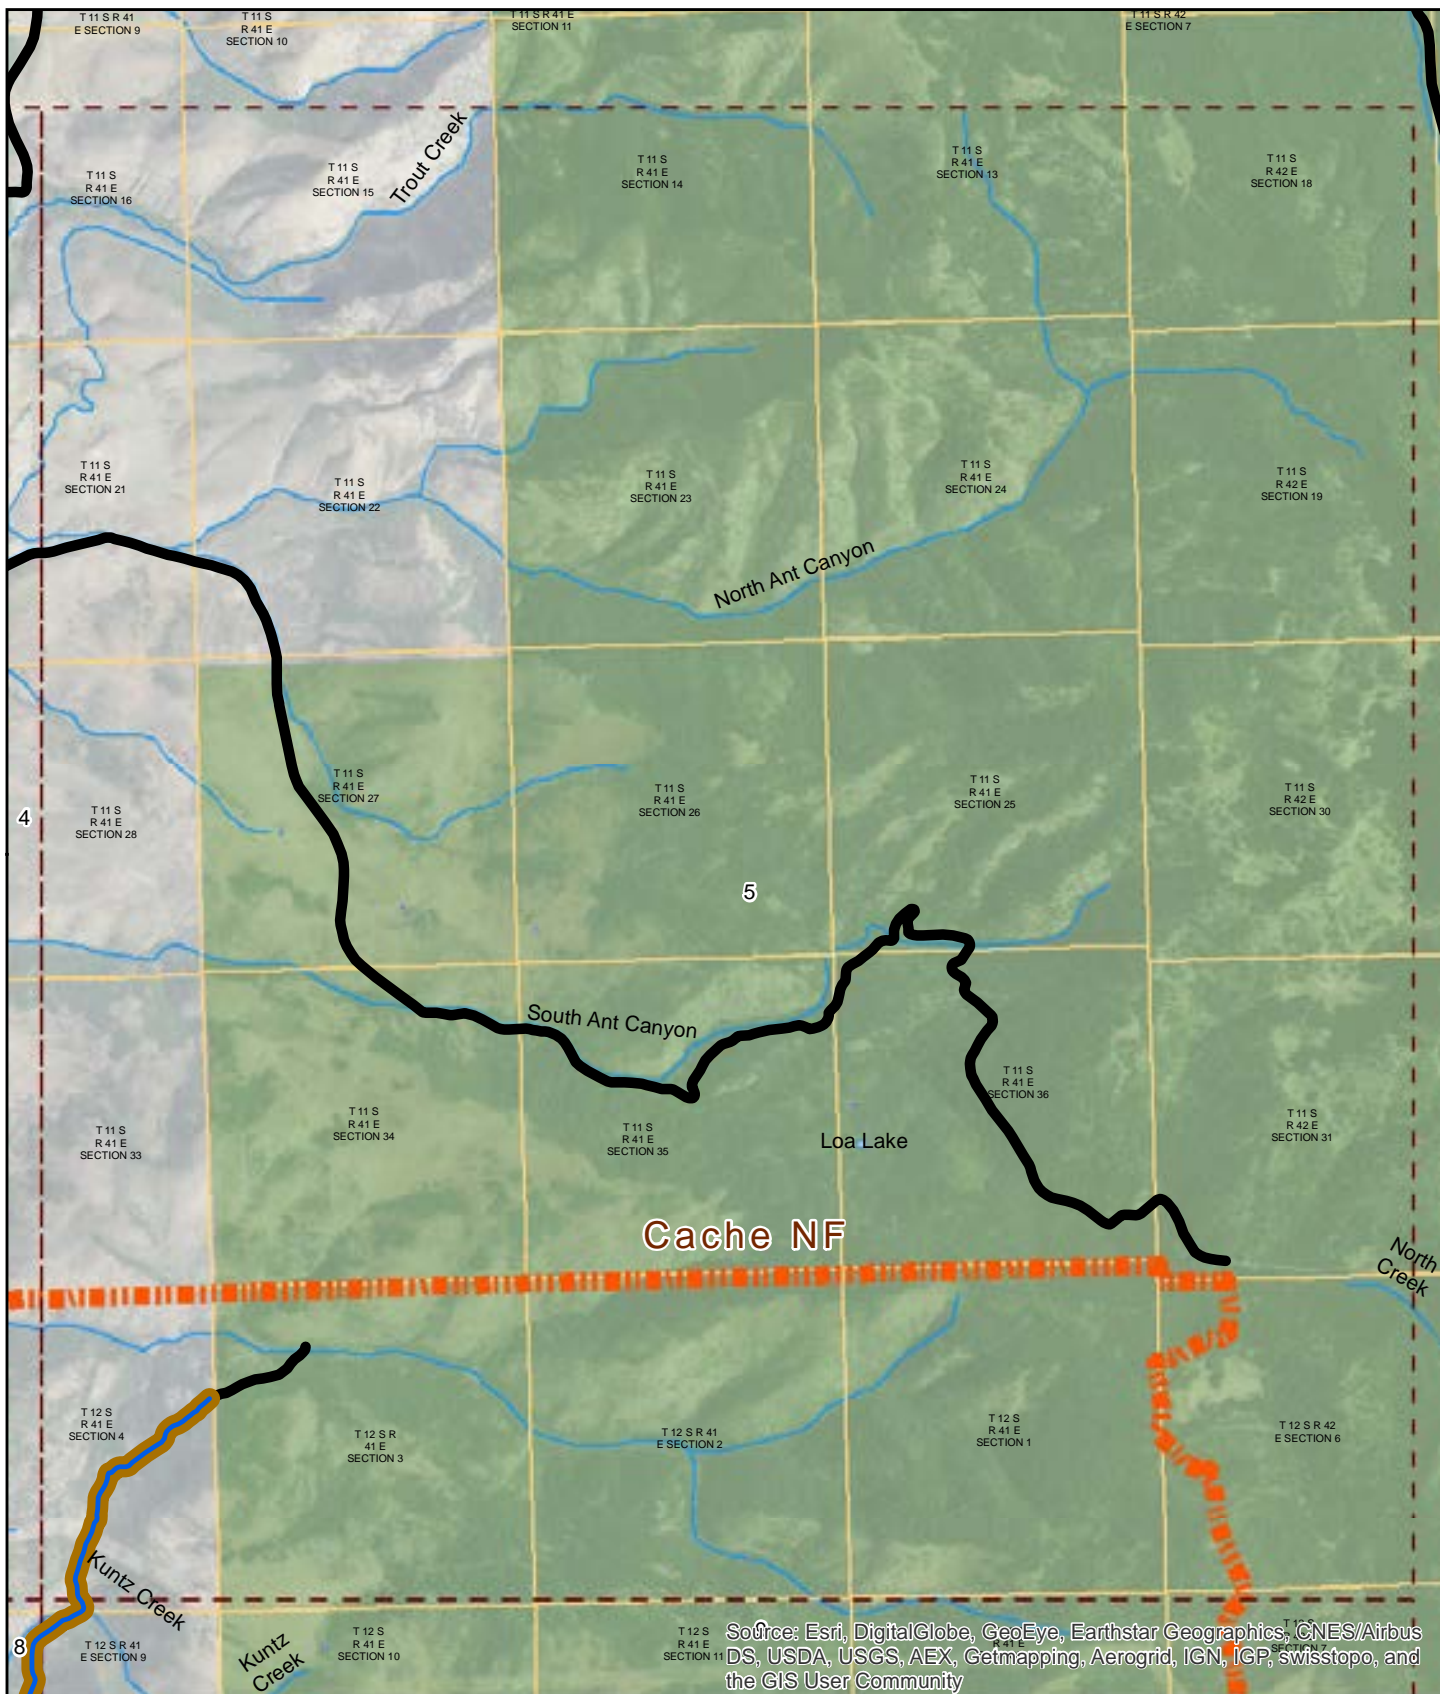 T 11 S R 41
E SECTION 9
T 11 S
R 41 E
SECTION 10
T 11 S R 41 E
SECTION 11
T 11 S R 42
E SECTION 7
Trout Creek
T 11 S
R 41 E
SECTION 16
T 11 S
R 41 E
SECTION 15
T 11 S
R 41 E
SECTION 14
T 11 S
R 41 E
SECTION 13
T 11 S
R 42 E
SECTION 18
T 11 S
R 41 E
SECTION 21
T 11 S
R 41 E
SECTION 22
T 11 S
R 41 E
SECTION 23
T 11 S
R 41 E
SECTION 24
T 11 S
R 42 E
SECTION 19
North Ant Canyon
4
T 11 S
R 41 E
SECTION 28
T 11 S
R 41 E
SECTION 27
T 11 S
R 41 E
SECTION 26
T 11 S
R 41 E
SECTION 25
T 11 S
R 42 E
SECTION 30
5
South Ant Canyon
T 11 S
R 41 E
SECTION 33
T 11 S
R 41 E
SECTION 34
T 11 S
R 41 E
SECTION 35
Loa Lake
T 11 S
R 41 E
SECTION 36
T 11 S
R 42 E
SECTION 31
Cache NF
North
Creek
T 12 S
R 41 E
SECTION 4
T 12 S R
41 E
SECTION 3
T 12 S R 41
E SECTION 2
T 12 S
R 41 E
SECTION 1
T 12 S R 42
E SECTION 6
Kuntz Creek
8
T 12 S R 41
E SECTION 9
Kuntz
Creek
T 12 S
R 41 E
SECTION 10
T 12 S
R 41 E
SECTION 11
R 41 E
T 12 S
SECTION 7
Source: Esri, DigitalGlobe, GeoEye, Earthstar Geographics, CNES/Airbus
DS, USDA, USGS, AEX, Getmapping, Aerogrid, IGN, IGP, swisstopo, and
the GIS User Community